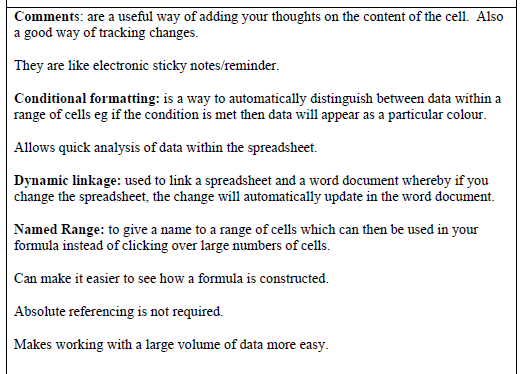 Comments: are a useful way of adding your thoughts on the content of the cell.  Also
a good way of tracking changes.
They are like electronic sticky notes/reminder.
Conditional formatting: is a way to automatically distinguish between data within a
range of cells eg if the condition is met then data will appear as a particular colour.
Allows quick analysis of data within the spreadsheet.
Dynamic linkage: used to link a spreadsheet and a word document whereby if you
change the spreadsheet, the change will automatically update in the word document.
Named Range: to give a name to a range of cells which can then be used in your
formula instead of clicking over large numbers of cells.
Can make it easier to see how a formula is constructed.
Absolute referencing is not required.
Makes working with a large volume of data more easy.